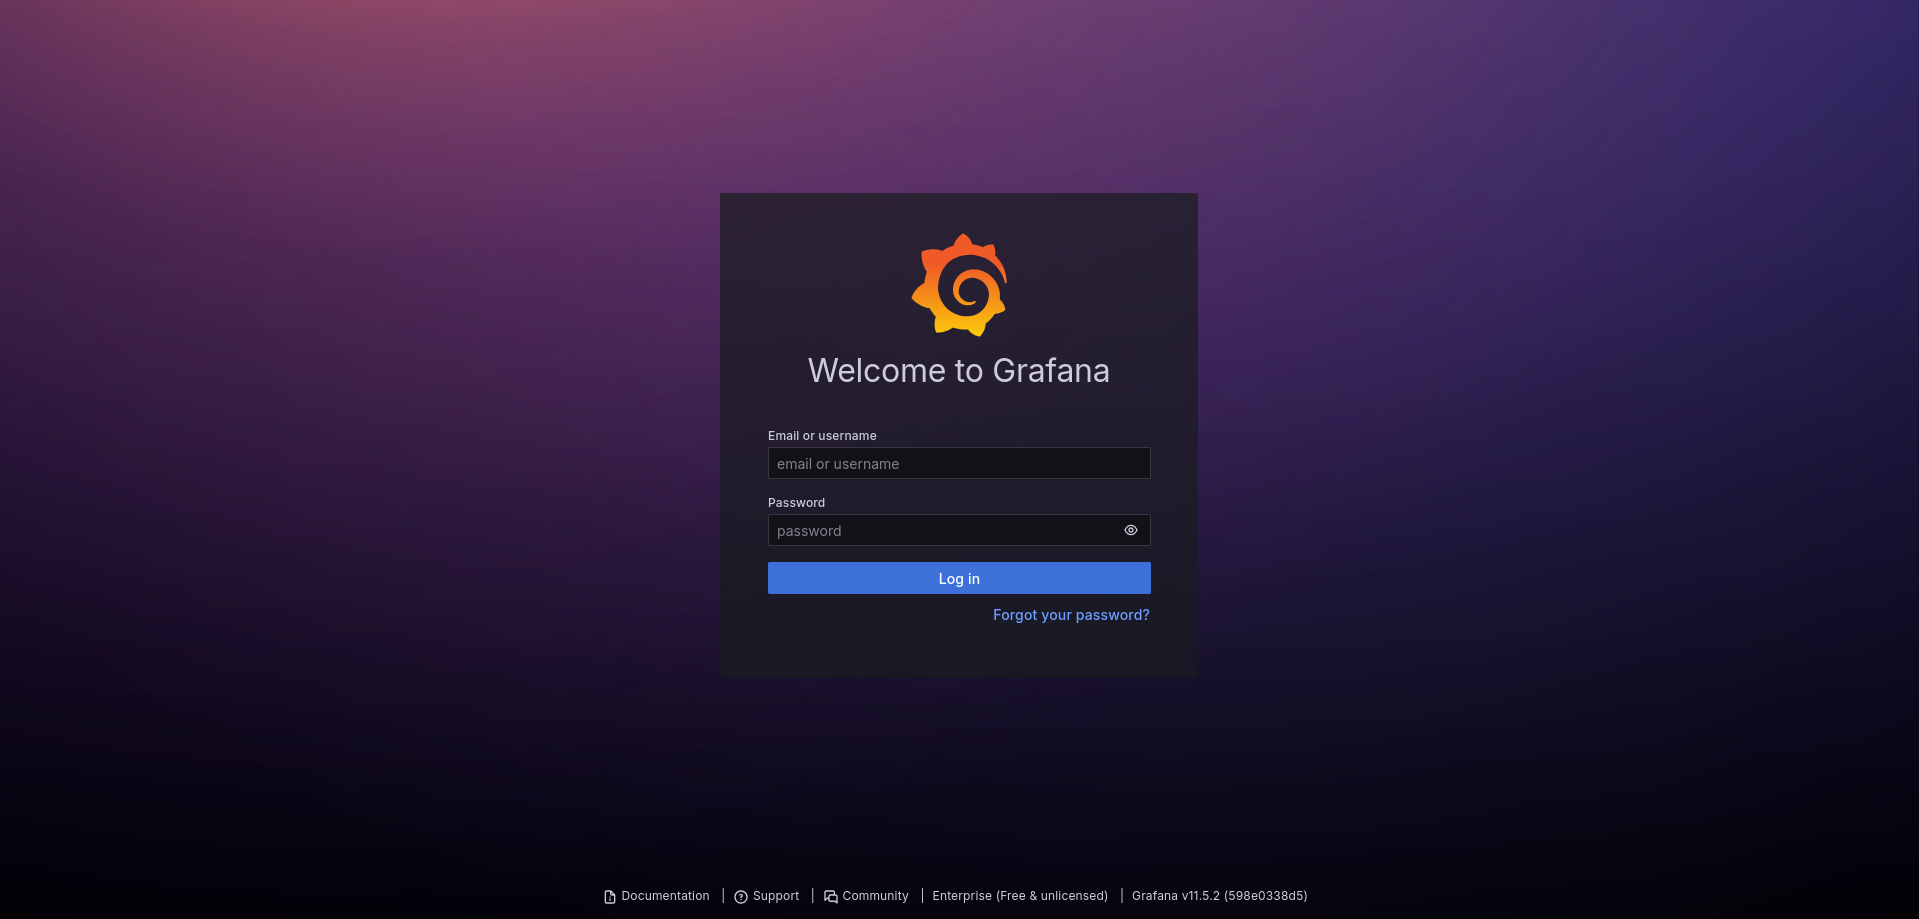 Welcome to Grafana
Email or username
email or username
Password
password
Log in
Forgot your password?
Documentation | Support | Community | Enterprise (Free & unlicensed) | Grafana v11.5.2 (598e0338d5)